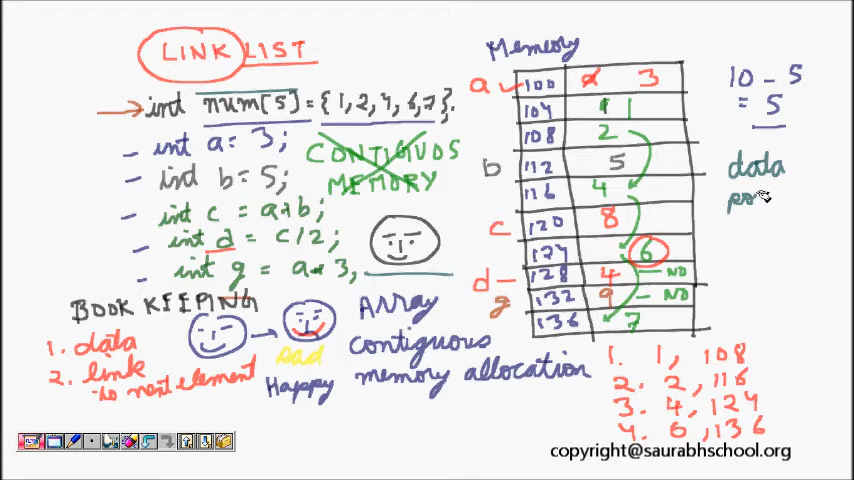 LINK LIST
int num[5] = {1,2,4,6,7}.
int a = 3;
int b = 5;
int c = a+b;
int d = c/2;
int g = a*3,
CONTIGUOS
MEMORY
BOOK KEEPING
1. data
2. link
to next element
Sad
Happy
Array
contiguous
memory allocation
Memory
a 100 3
104 1
108 2
b 112 5
116 4
c 120 8
124 6
d 128 4 NO
g 132 9 NO
136 7
1. 1, 108
2. 2, 116
3. 4, 124
4. 6, 136
10 - 5
= 5
data
po
copyright@saurabhschool.org